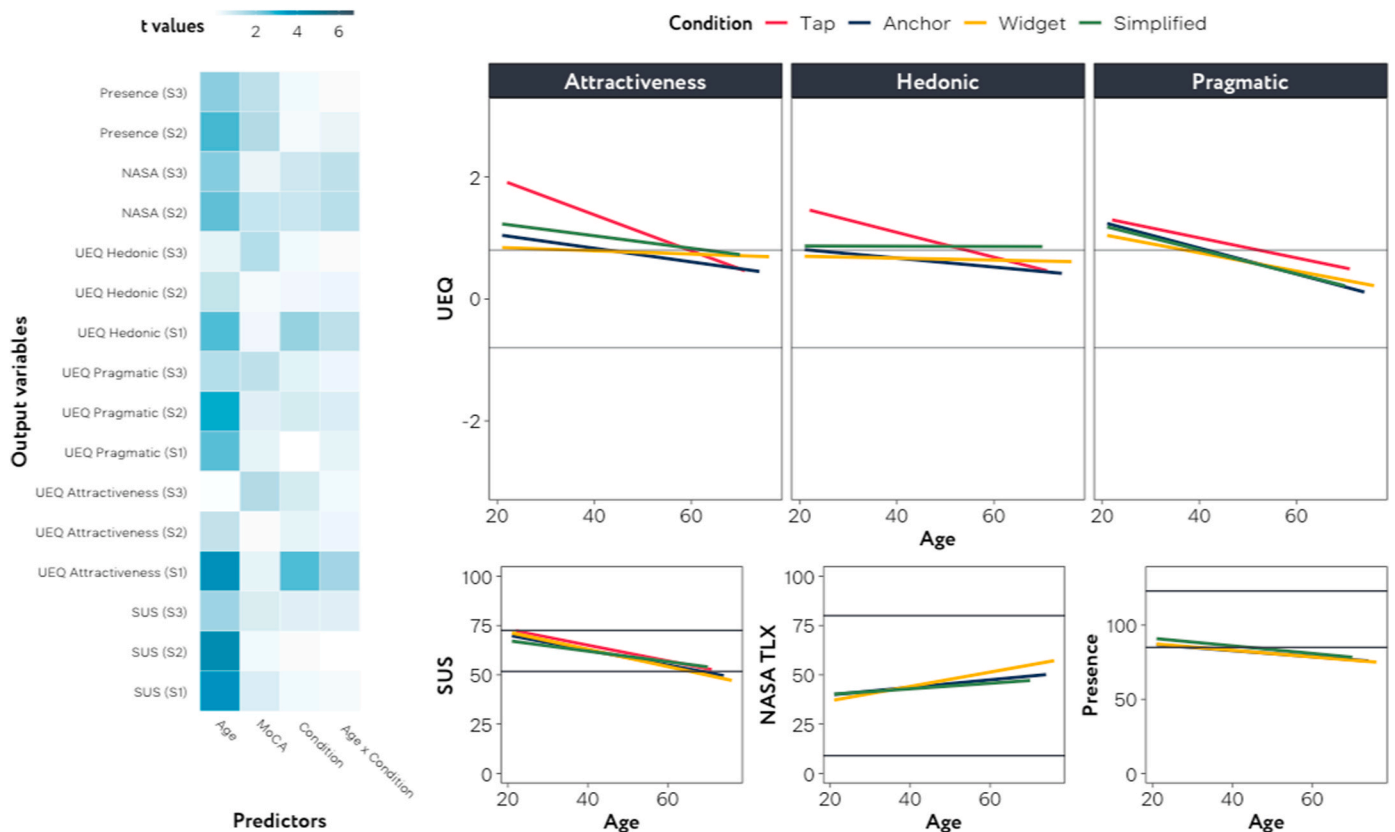 t values
2 4 6
Output variables
Presence (S3)
Presence (S2)
NASA (S3)
NASA (S2)
UEQ Hedonic (S3)
UEQ Hedonic (S2)
UEQ Hedonic (S1)
UEQ Pragmatic (S3)
UEQ Pragmatic (S2)
UEQ Pragmatic (S1)
UEQ Attractiveness (S3)
UEQ Attractiveness (S2)
UEQ Attractiveness (S1)
SUS (S3)
SUS (S2)
SUS (S1)
Age
MoCA
Condition
Age x Condition
Predictors
Condition Tap Anchor Widget Simplified
Attractiveness Hedonic Pragmatic
UEQ
2
0
-2
20 40 60 20 40 60 20 40 60
Age
SUS
100
75
50
25
0
20 40 60
Age
NASA TLX
100
75
50
25
0
20 40 60
Age
Presence
100
50
0
20 40 60
Age